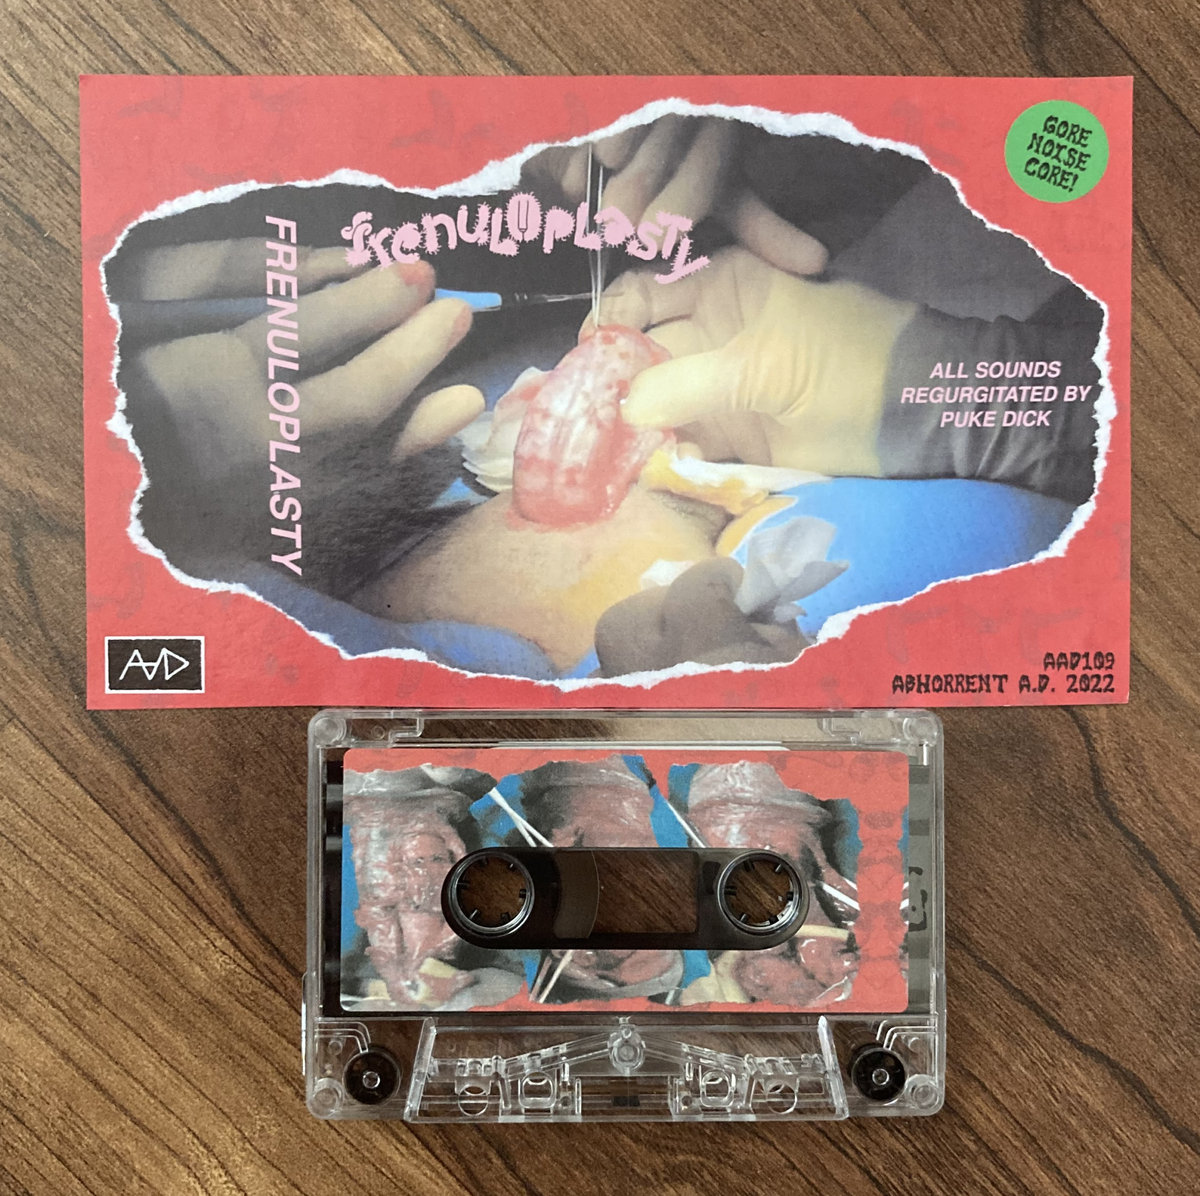 GORE
NOISE
CORE!
frenuloplasty
FRENULOPLASTY
ALL SOUNDS
REGURGITATED BY
PUKE DICK
AAD
AAD109
ABHORRENT A.D. 2022